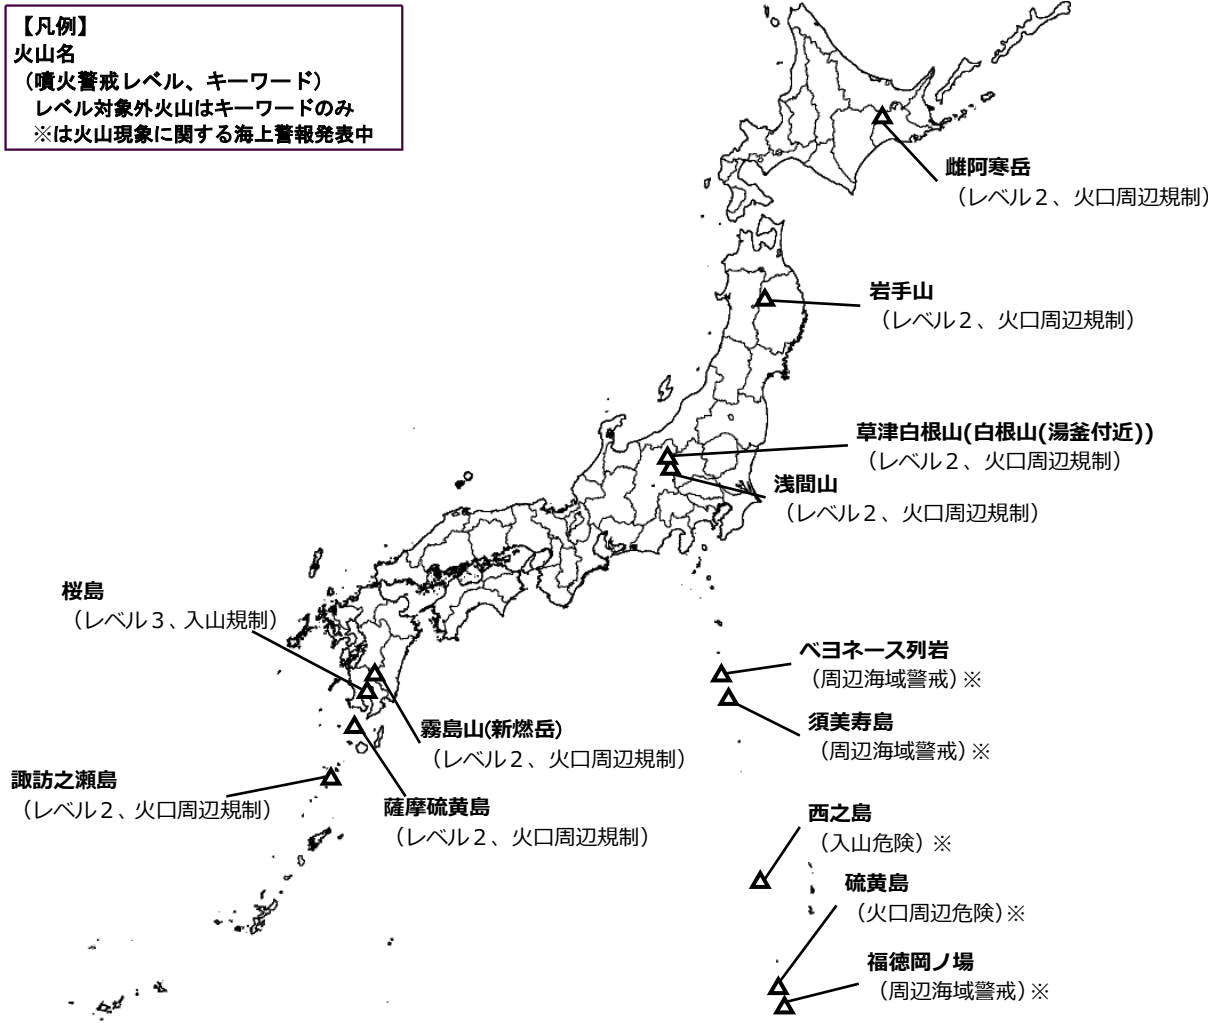 【凡例】
火山名
（噴火警戒レベル、キーワード）
レベル対象外火山はキーワードのみ
※は火山現象に関する海上警報発表中
雌阿寒岳
（レベル２、火口周辺規制）
岩手山
（レベル２、火口周辺規制）
草津白根山(白根山(湯釜付近))
（レベル２、火口周辺規制）
浅間山
（レベル２、火口周辺規制）
桜島
（レベル３、入山規制）
ベヨネース列岩
（周辺海域警戒）※
須美寿島
（周辺海域警戒）※
霧島山(新燃岳)
（レベル２、火口周辺規制）
諏訪之瀬島
（レベル２、火口周辺規制）
薩摩硫黄島
（レベル２、火口周辺規制）
西之島
（入山危険）※
硫黄島
（火口周辺危険）※
福徳岡ノ場
（周辺海域警戒）※